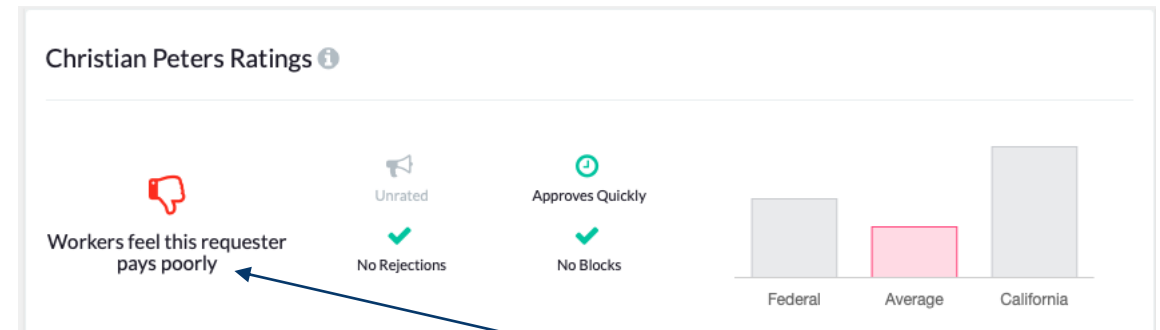 Christian Peters Ratings
Unrated
Approves Quickly
Workers feel this requester
pays poorly
No Rejections
No Blocks
Federal
Average
California